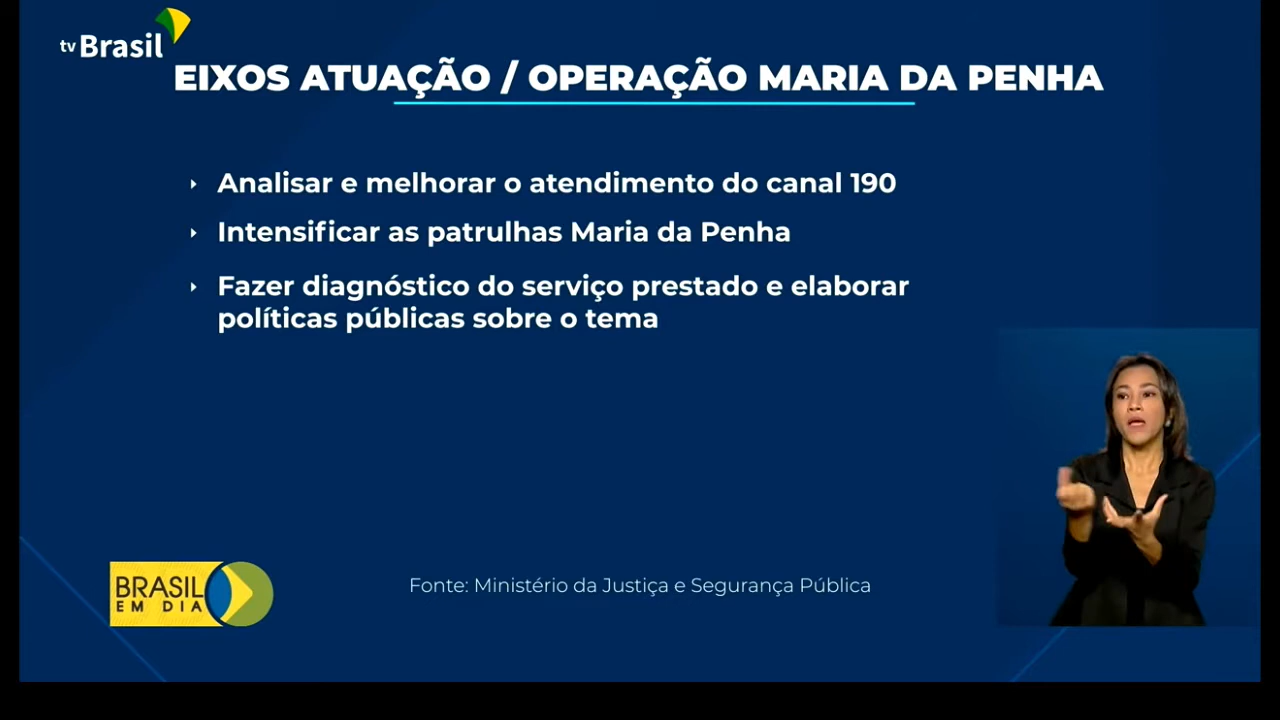 tv Brasil
EIXOS ATUAÇÃO / OPERAÇÃO MARIA DA PENHA
Analisar e melhorar o atendimento do canal 190
Intensificar as patrulhas Maria da Penha
Fazer diagnóstico do serviço prestado e elaborar
políticas públicas sobre o tema
BRASIL
EM DIA
Fonte: Ministério da Justiça e Segurança Pública